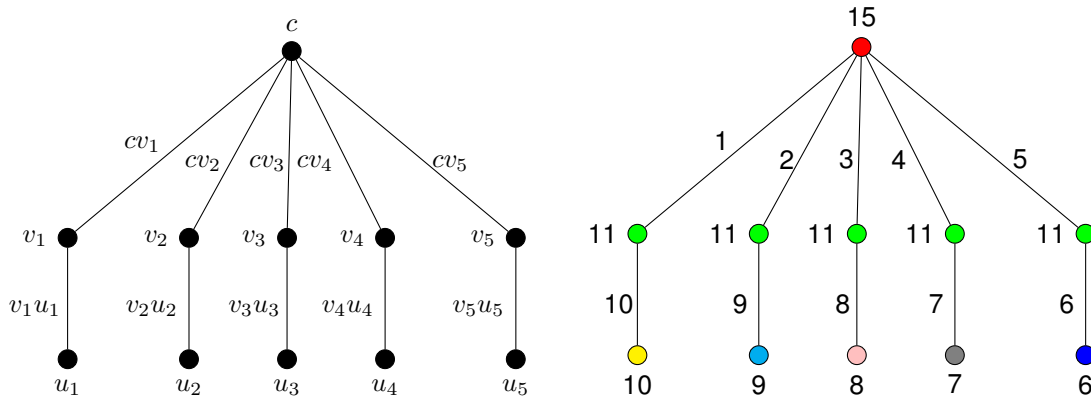 c 15
cv₁ cv₂ cv₃ cv₄ cv₅ 1 2 3 4 5
v₁ v₂ v₃ v₄ v₅ 11 11 11 11 11
v₁u₁ v₂u₂ v₃u₃ v₄u₄ v₅u₅ 10 9 8 7 6
u₁ u₂ u₃ u₄ u₅ 10 9 8 7 6